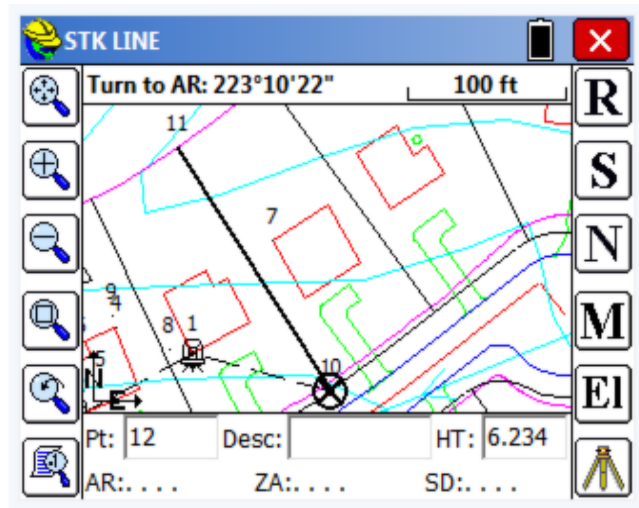 STK LINE
Turn to AR: 223°10'22" 100 ft
R
11
S
7
N
9
4
8 1
M
5
10
N
E
El
Pt: 12 Desc: HT: 6.234
AR:. . . . ZA:. . . . SD:. . . .